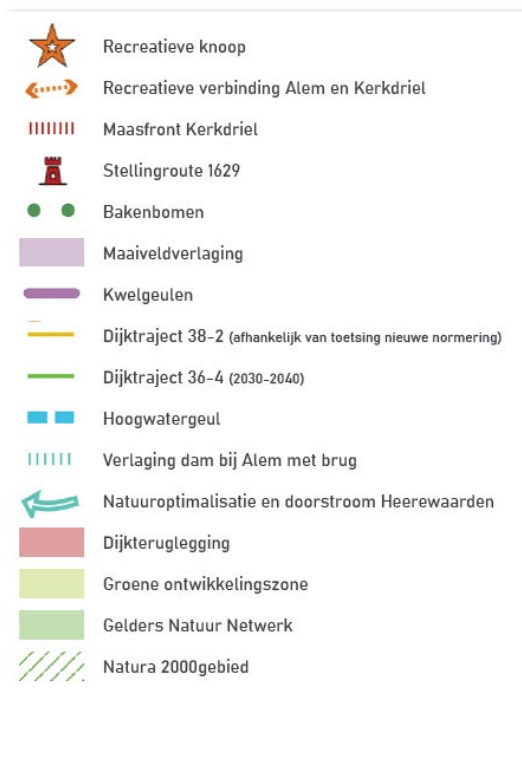 Recreatieve knoop
Recreatieve verbinding Alem en Kerkdriel
Maasfront Kerkdriel
Stellingroute 1629
Bakenbomen
Maaiveldverlaging
Kwelgeulen
Dijktraject 38-2 (afhankelijk van toetsing nieuwe normering)
Dijktraject 36-4 (2030-2040)
Hoogwatergeul
Verlaging dam bij Alem met brug
Natuuroptimalisatie en doorstroom Heerewaarden
Dijkteruglegging
Groene ontwikkelingszone
Gelders Natuur Netwerk
Natura 2000gebied